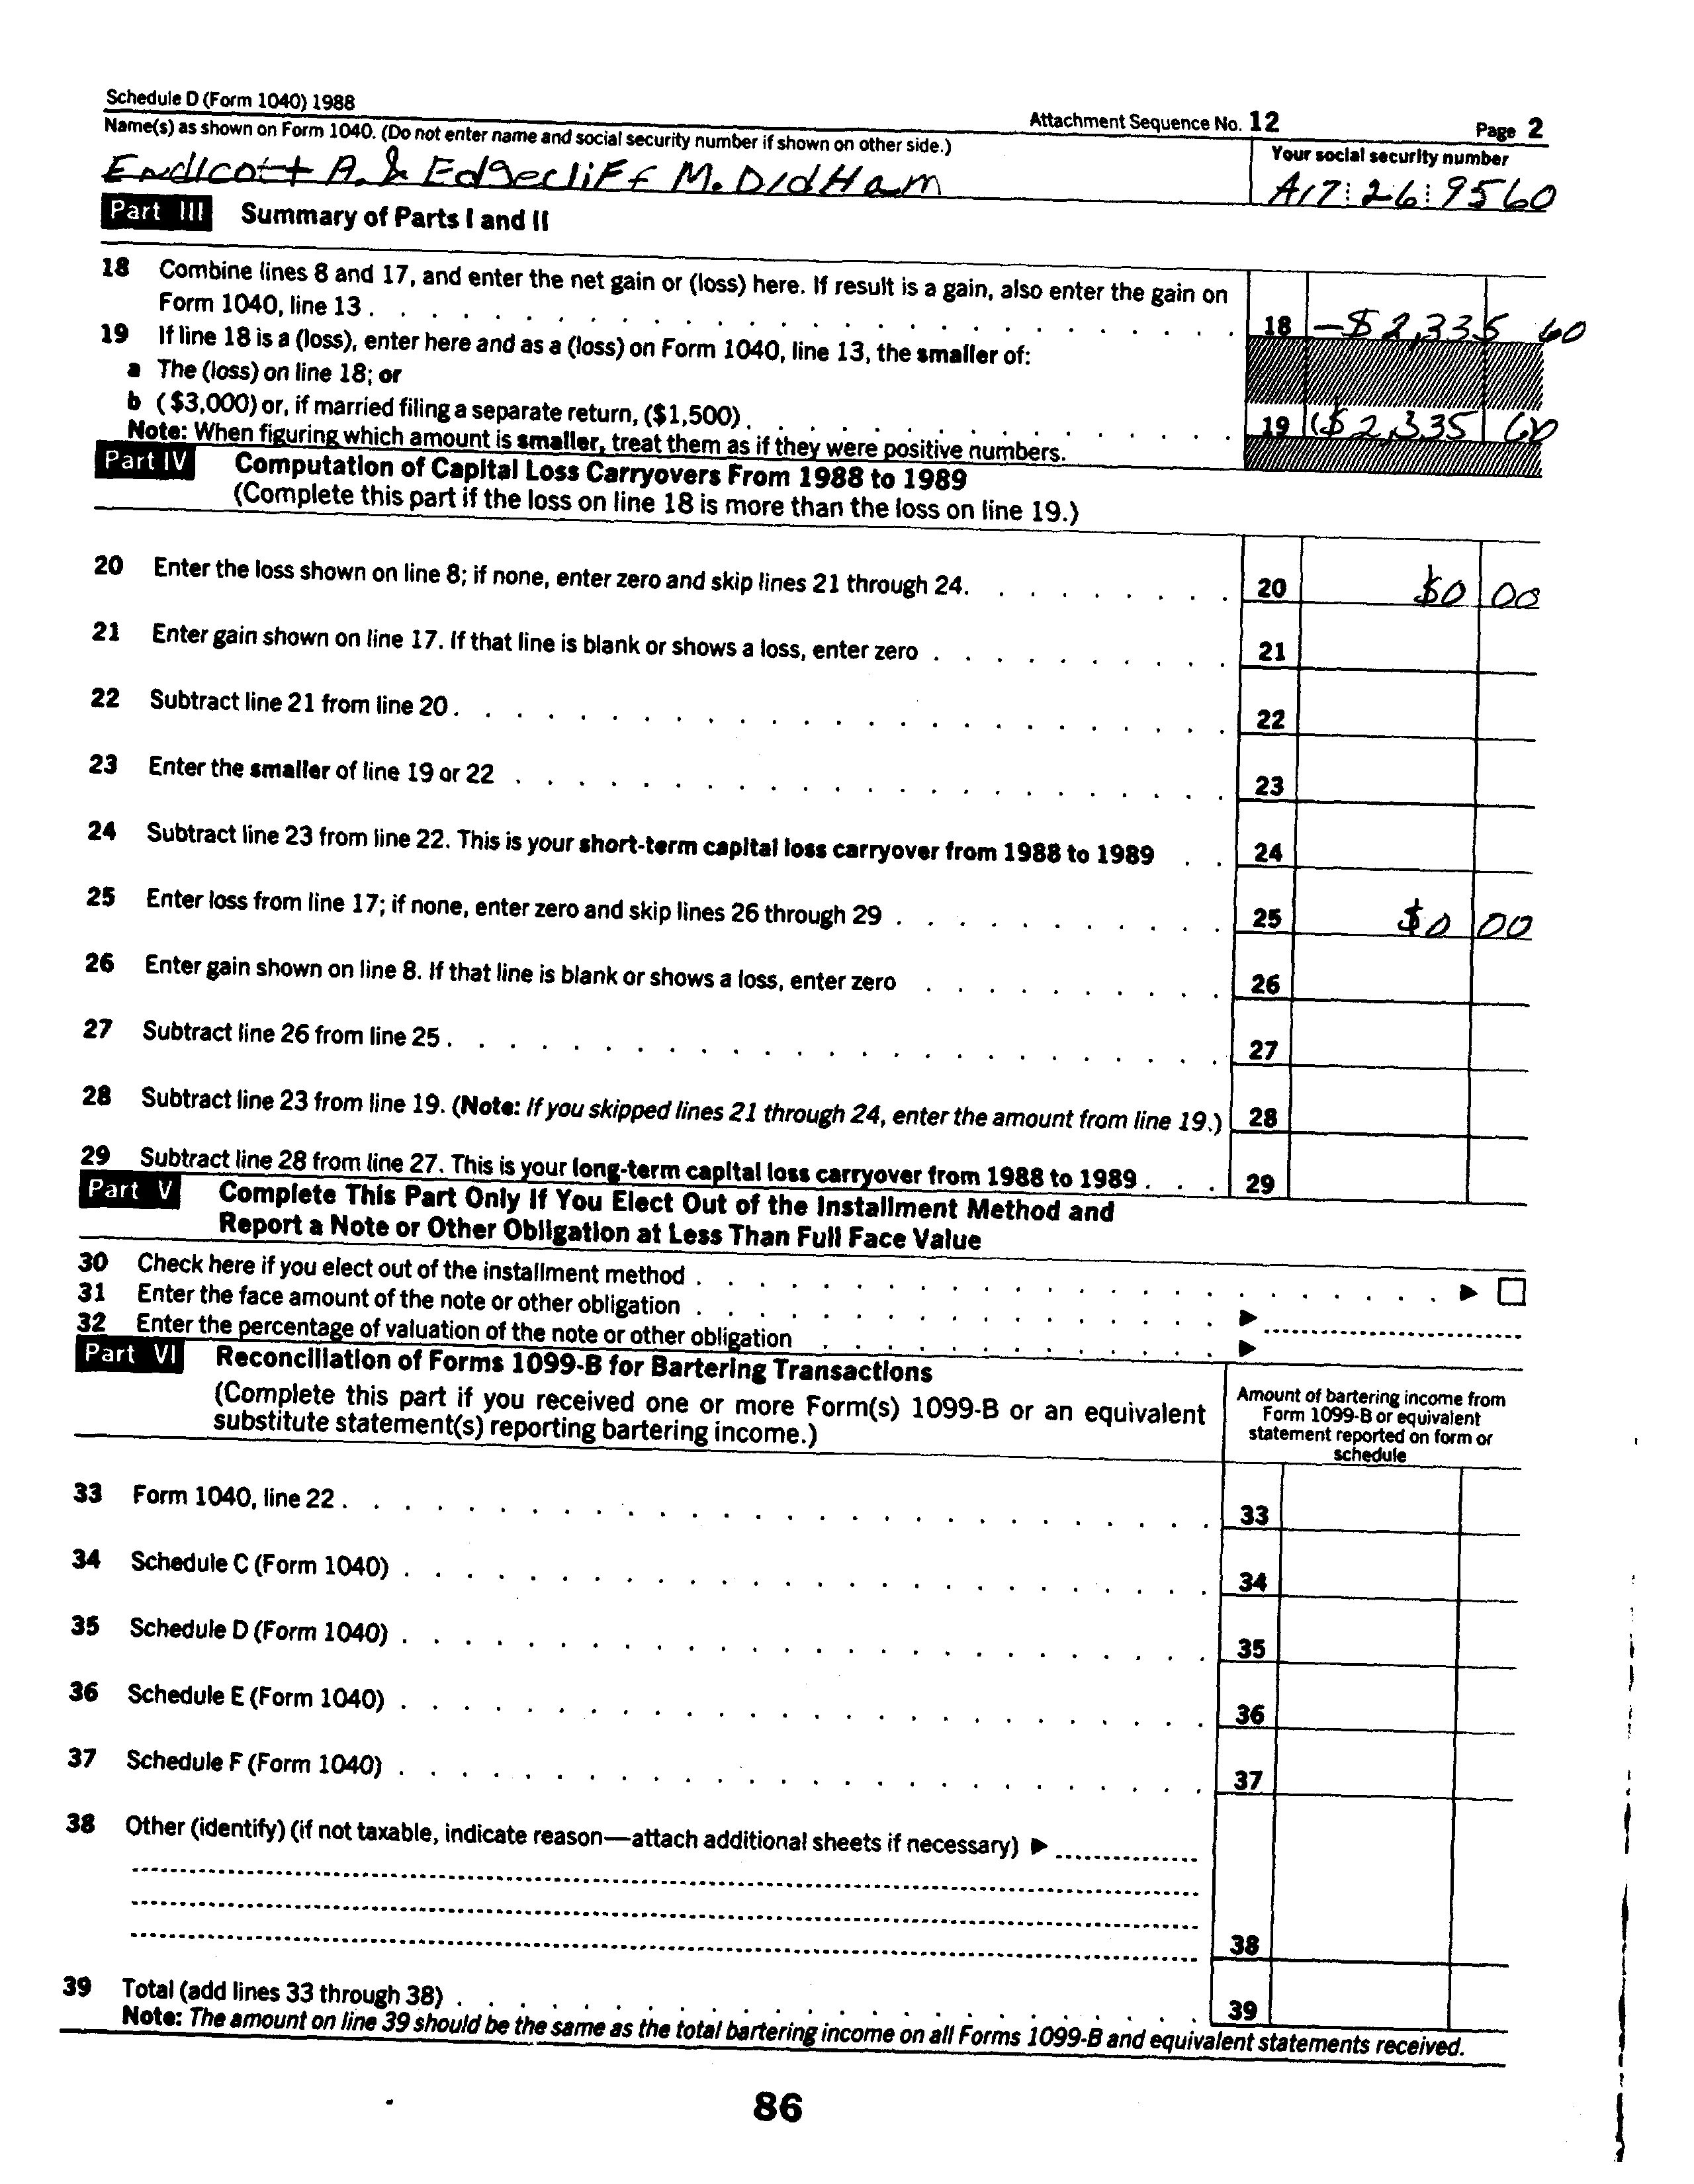 Schedule D (Form 1040) 1988
Attachment Sequence No. 12
Page 2
Name(s) as shown on Form 1040. (Do not enter name and social security number if shown on other side.)
Your social security number
Endicott A. & Edgecliff M. Didham
A17 26 9560
Part III Summary of Parts I and II
18 Combine lines 8 and 17, and enter the net gain or (loss) here. If result is a gain, also enter the gain on
Form 1040, line 13 . . . . 18 -$2,335 60
19 If line 18 is a (loss), enter here and as a (loss) on Form 1040, line 13, the smaller of:
a The (loss) on line 18; or
b ($3,000) or, if married filing a separate return, ($1,500) . . . . 19 ($2,335 60
Note: When figuring which amount is smaller, treat them as if they were positive numbers.
Part IV Computation of Capital Loss Carryovers From 1988 to 1989
(Complete this part if the loss on line 18 is more than the loss on line 19.)
20 Enter the loss shown on line 8; if none, enter zero and skip lines 21 through 24. . . . . 20 $0 00
21 Enter gain shown on line 17. If that line is blank or shows a loss, enter zero . . . . 21
22 Subtract line 21 from line 20 . . . . 22
23 Enter the smaller of line 19 or 22 . . . . 23
24 Subtract line 23 from line 22. This is your short-term capital loss carryover from 1988 to 1989 . . 24
25 Enter loss from line 17; if none, enter zero and skip lines 26 through 29 . . . . 25 $0 00
26 Enter gain shown on line 8. If that line is blank or shows a loss, enter zero . . . . 26
27 Subtract line 26 from line 25 . . . . 27
28 Subtract line 23 from line 19. (Note: If you skipped lines 21 through 24, enter the amount from line 19.) 28
29 Subtract line 28 from line 27. This is your long-term capital loss carryover from 1988 to 1989 . . . 29
Part V Complete This Part Only If You Elect Out of the Installment Method and
Report a Note or Other Obligation at Less Than Full Face Value
30 Check here if you elect out of the installment method . . . . ▶ ☐
31 Enter the face amount of the note or other obligation . . . . ▶
32 Enter the percentage of valuation of the note or other obligation . . . . ▶
Part VI Reconciliation of Forms 1099-B for Bartering Transactions
(Complete this part if you received one or more Form(s) 1099-B or an equivalent
substitute statement(s) reporting bartering income.)
Amount of bartering income from
Form 1099-B or equivalent
statement reported on form or
schedule
33 Form 1040, line 22 . . . . 33
34 Schedule C (Form 1040) . . . . 34
35 Schedule D (Form 1040) . . . . 35
36 Schedule E (Form 1040) . . . . 36
37 Schedule F (Form 1040) . . . . 37
38 Other (identify) (if not taxable, indicate reason—attach additional sheets if necessary) ▶
38
39 Total (add lines 33 through 38) . . . . 39
Note: The amount on line 39 should be the same as the total bartering income on all Forms 1099-B and equivalent statements received.
86